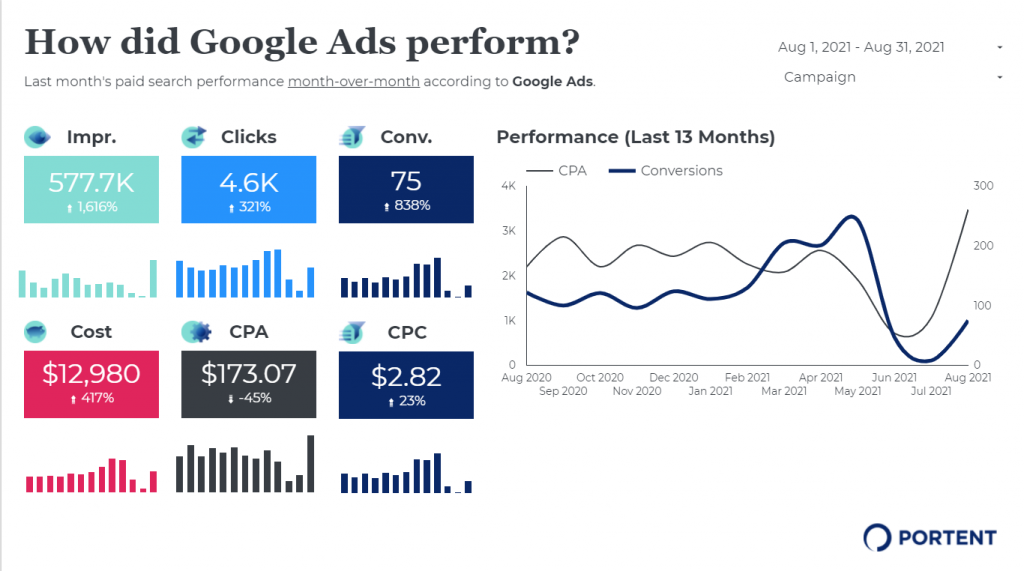 How did Google Ads perform?
Last month's paid search performance month-over-month according to Google Ads.
Aug 1, 2021 - Aug 31, 2021
Campaign
Impr.
577.7K
1,616%
Clicks
4.6K
321%
Conv.
75
838%
Cost
$12,980
417%
CPA
$173.07
-45%
CPC
$2.82
23%
Performance (Last 13 Months)
CPA
Conversions
4K
3K
2K
1K
0
300
200
100
0
Aug 2020
Sep 2020
Oct 2020
Nov 2020
Dec 2020
Jan 2021
Feb 2021
Mar 2021
Apr 2021
May 2021
Jun 2021
Jul 2021
Aug 2021
PORTENT